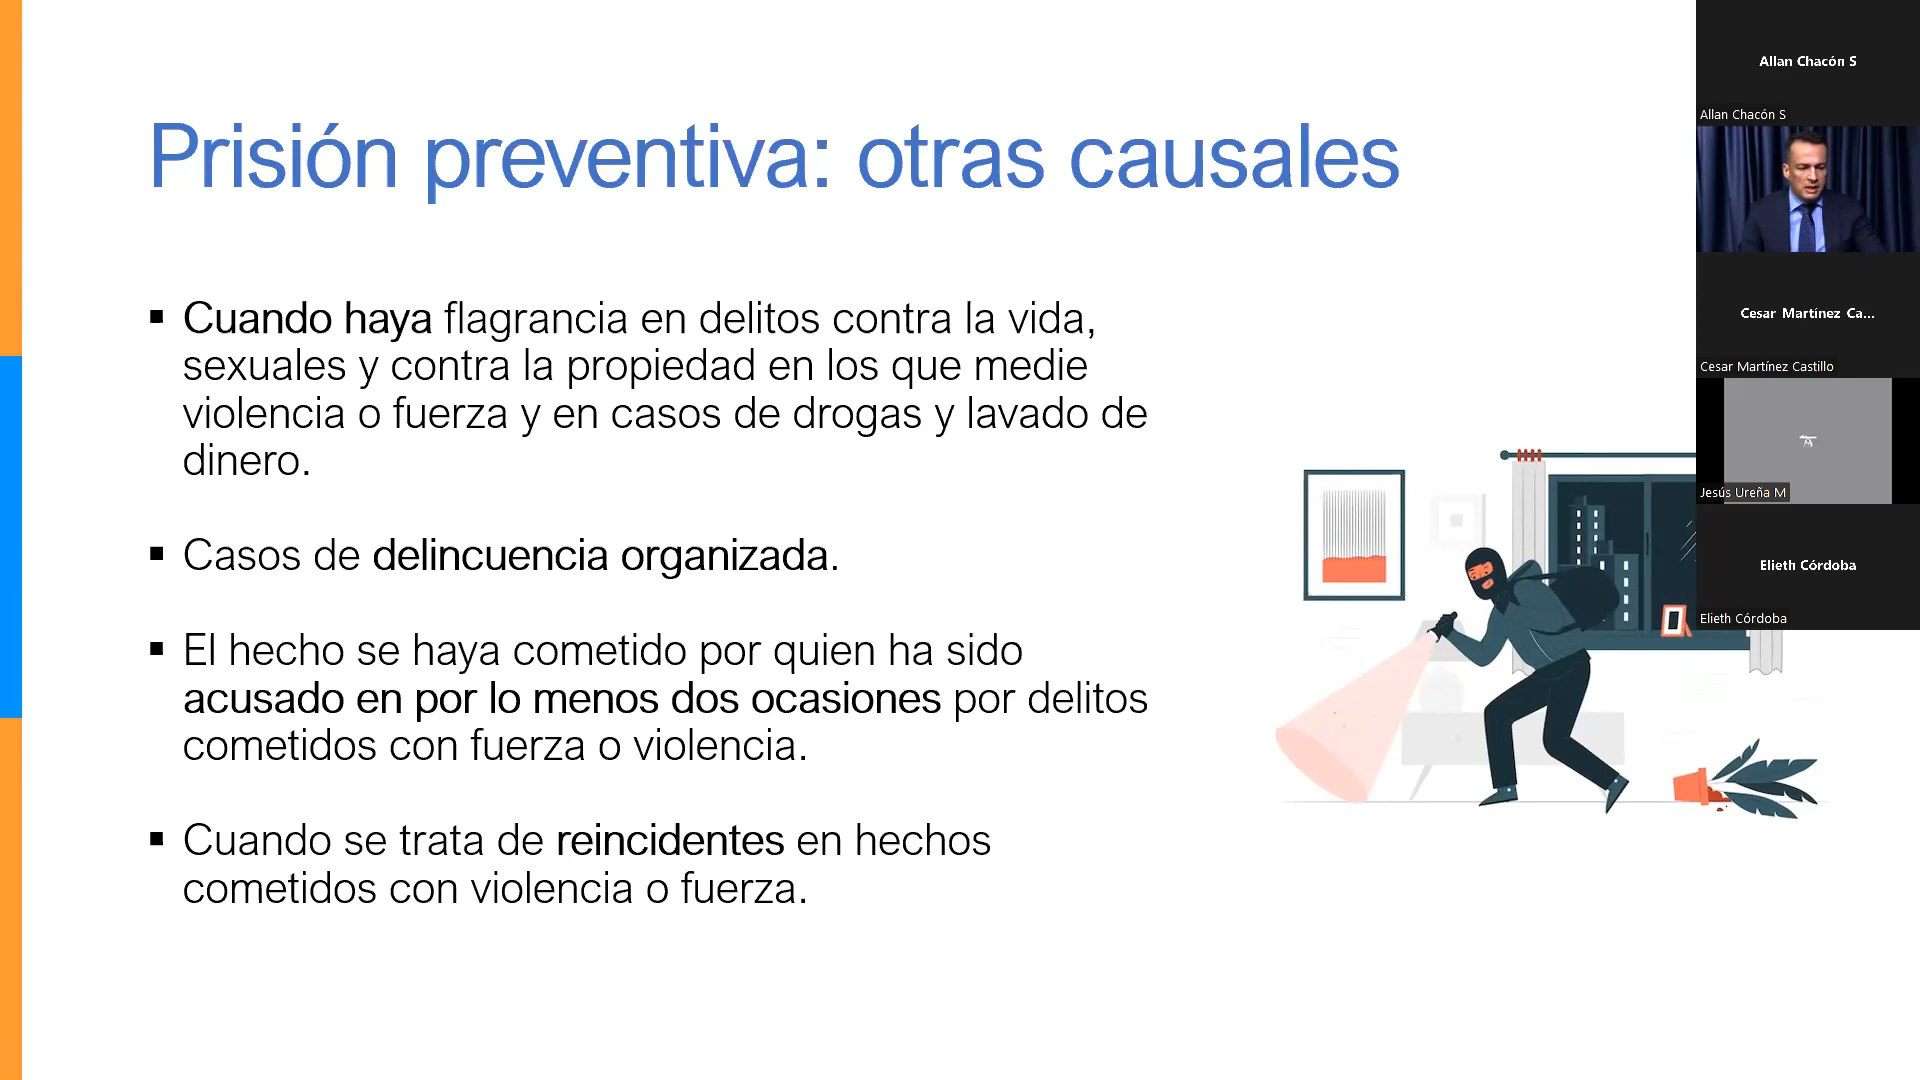 Prisión preventiva: otras causales
▪ Cuando haya flagrancia en delitos contra la vida,
sexuales y contra la propiedad en los que medie
violencia o fuerza y en casos de drogas y lavado de
dinero.
▪ Casos de delincuencia organizada.
▪ El hecho se haya cometido por quien ha sido
acusado en por lo menos dos ocasiones por delitos
cometidos con fuerza o violencia.
▪ Cuando se trata de reincidentes en hechos
cometidos con violencia o fuerza.
Allan Chacón S
Allan Chacón S
Cesar Martínez Ca...
Cesar Martínez Castillo
Jesús Ureña M
Elieth Córdoba
Elieth Córdoba